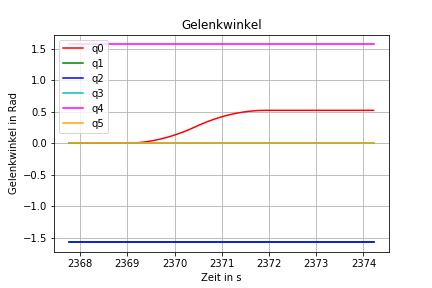 Gelenkwinkel
Gelenkwinkel in Rad
1.5
1.0
0.5
0.0
−0.5
−1.0
−1.5
q0
q1
q2
q3
q4
q5
2368 2369 2370 2371 2372 2373 2374
Zeit in s